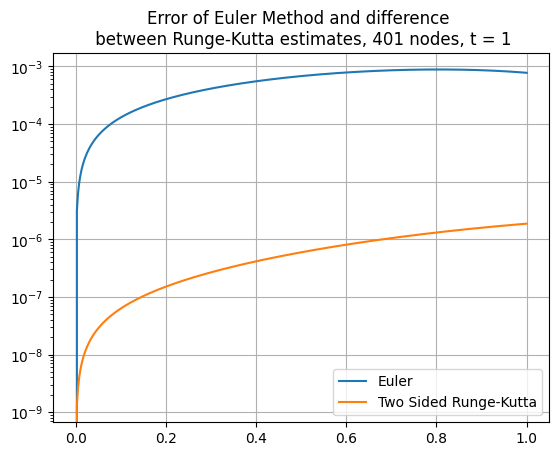 Error of Euler Method and difference
between Runge-Kutta estimates, 401 nodes, t = 1
10⁻³
10⁻⁴
10⁻⁵
10⁻⁶
10⁻⁷
10⁻⁸
10⁻⁹
0.0 0.2 0.4 0.6 0.8 1.0
Euler
Two Sided Runge-Kutta